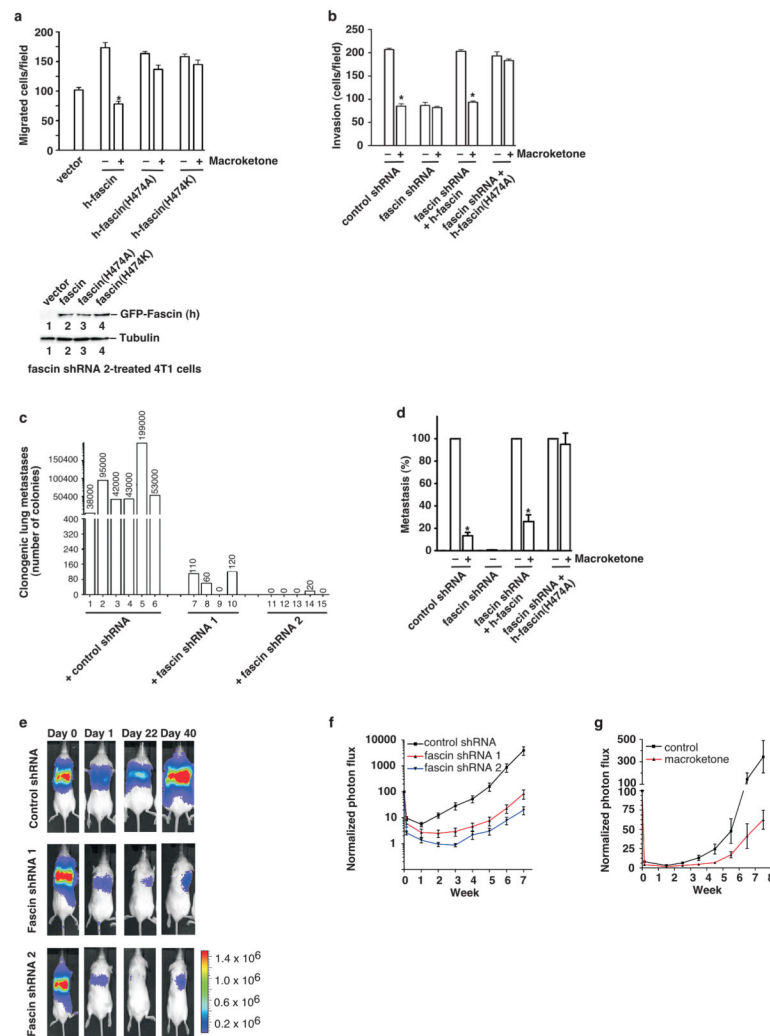 a
Migrated cells/field
200
150
100
50
0
− + − + − + Macroketone
vector
h-fascin
h-fascin(H474A)
h-fascin(H474K)
vector
fascin
fascin(H474A)
fascin(H474K)
GFP-Fascin (h)
1 2 3 4
Tubulin
1 2 3 4
fascin shRNA 2-treated 4T1 cells
b
Invasion (cells/field)
250
200
150
100
50
0
* *
− + − + − + − + Macroketone
control shRNA
fascin shRNA
fascin shRNA
+ h-fascin
fascin shRNA +
h-fascin(H474A)
c
Clonogenic lung metastases
(number of colonies)
150400
100400
50400
400
320
240
160
80
0
38000
95000
42000
43000
199000
53000
110
60
0
120
0
0
0
20
0
1 2 3 4 5 6 7 8 9 10 11 12 13 14 15
+ control shRNA
+ fascin shRNA 1
+ fascin shRNA 2
d
Metastasis (%)
100
80
60
40
20
0
* *
− + − − + − + Macroketone
control shRNA
fascin shRNA
fascin shRNA
+ h-fascin
fascin shRNA +
h-fascin(H474A)
e
Day 0 Day 1 Day 22 Day 40
Control shRNA
Fascin shRNA 1
Fascin shRNA 2
1.4 x 10⁶
1.0 x 10⁶
0.6 x 10⁶
0.2 x 10⁶
f
Normalized photon flux
10000
1000
100
10
1
control shRNA
fascin shRNA 1
fascin shRNA 2
0 1 2 3 4 5 6 7
Week
g
Normalized photon flux
500
400
300
200
100
100
75
50
25
0
control
macroketone
0 1 2 3 4 5 6 7 8
Week